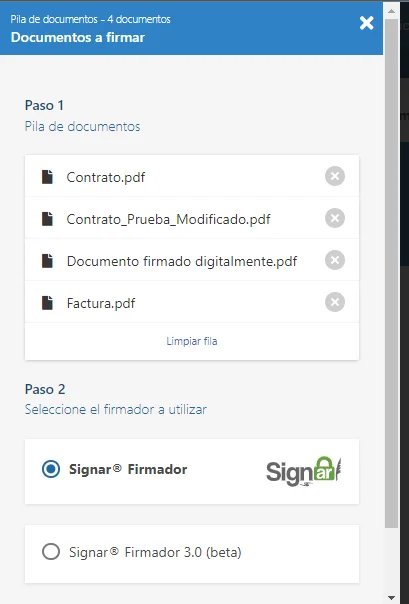 Pila de documentos - 4 documentos
Documentos a firmar
Paso 1
Pila de documentos
Contrato.pdf
Contrato_Prueba_Modificado.pdf
Documento firmado digitalmente.pdf
Factura.pdf
Limpiar fila
Paso 2
Seleccione el firmador a utilizar
Signar® Firmador
Signar
Signar® Firmador 3.0 (beta)